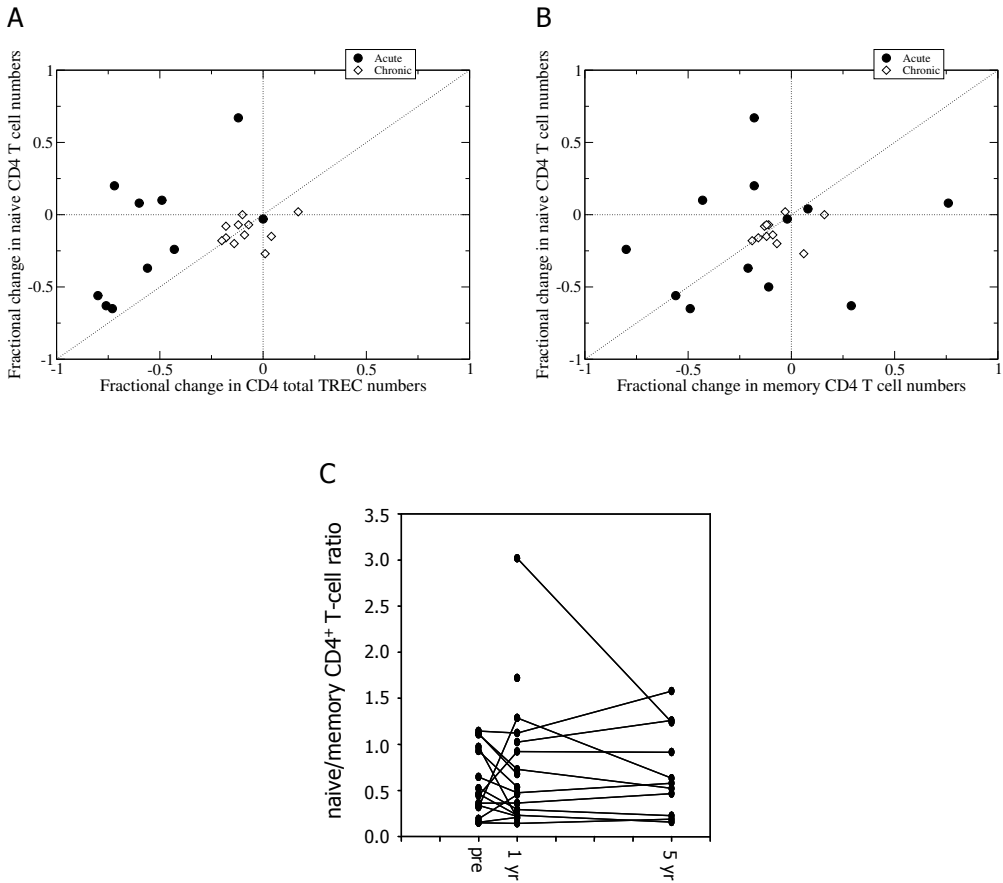 A
Fractional change in naive CD4 T cell numbers
Acute
Chronic
1
0.5
0
-0.5
-1
-1
-0.5
0
0.5
1
Fractional change in CD4 total TREC numbers
B
Fractional change in naive CD4 T cell numbers
Acute
Chronic
1
0.5
0
-0.5
-1
-1
-0.5
0
0.5
1
Fractional change in memory CD4 T cell numbers
C
naive/memory CD4+ T-cell ratio
3.5
3.0
2.5
2.0
1.5
1.0
0.5
0.0
pre
1 yr
5 yr